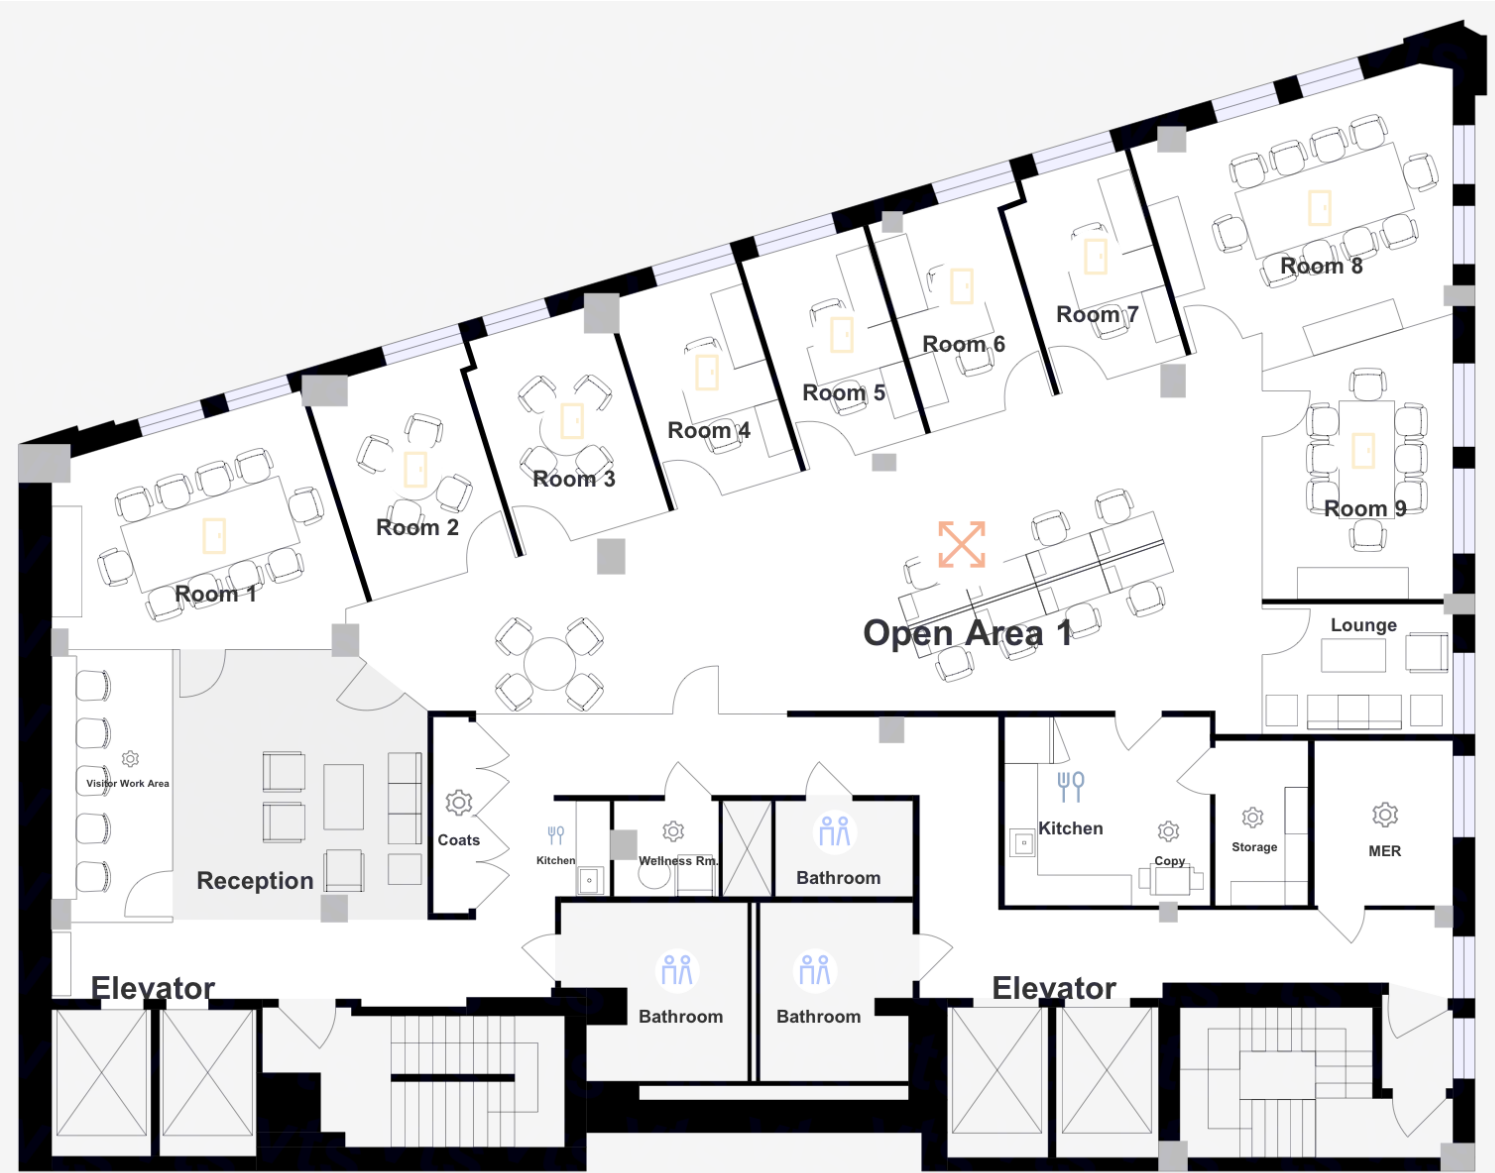 Room 8
Room 7
Room 6
Room 5
Room 4
Room 3
Room 9
Room 2
Room 1
Open Area 1
Lounge
Visitor Work Area
Reception
Coats
Kitchen
Wellness Rm.
Bathroom
Kitchen
Copy
Storage
MER
Elevator
Bathroom
Bathroom
Elevator